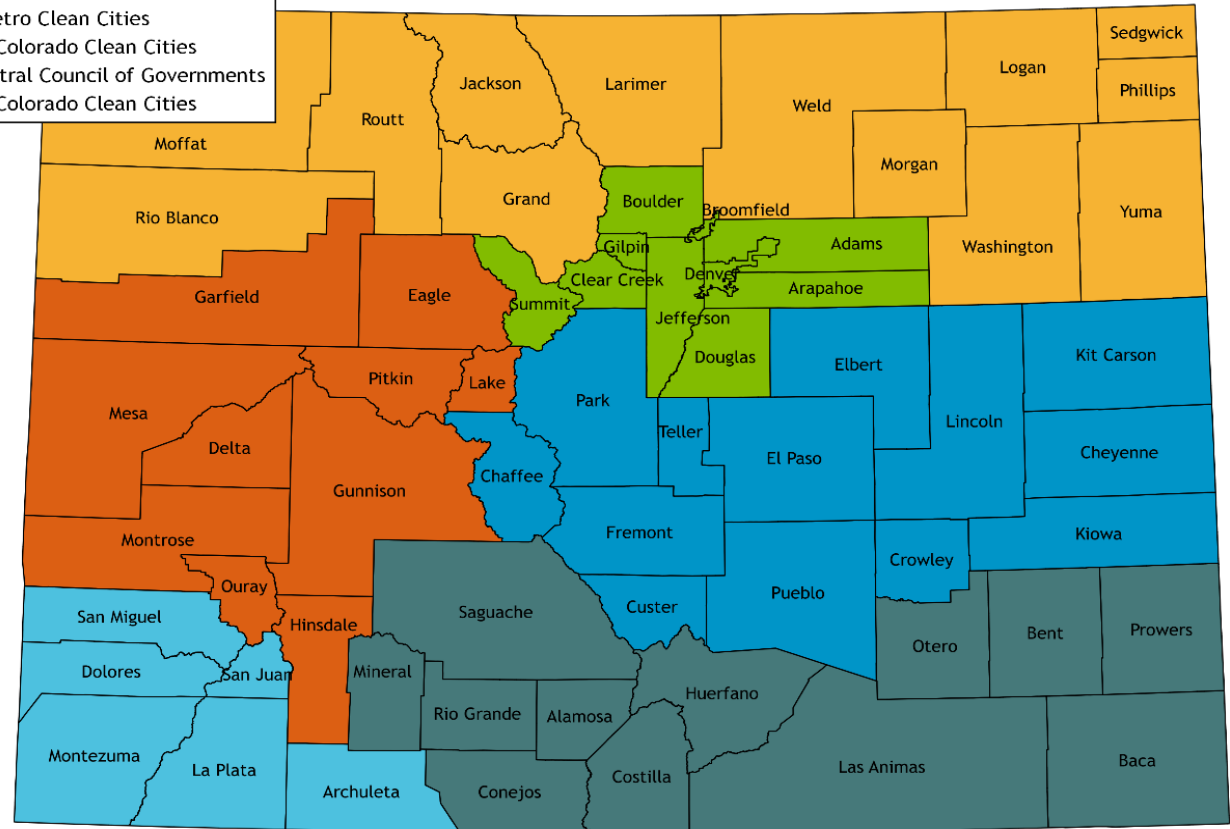 etro Clean Cities
Colorado Clean Cities
tral Council of Governments
Colorado Clean Cities
Sedgwick
Logan
Jackson
Larimer
Phillips
Weld
Routt
Moffat
Morgan
Grand
Boulder
Broomfield
Yuma
Rio Blanco
Gilpin
Adams
Washington
Denver
Clear Creek
Arapahoe
Garfield
Eagle
Summit
Jefferson
Douglas
Kit Carson
Elbert
Pitkin
Lake
Park
Mesa
Lincoln
Teller
Delta
El Paso
Cheyenne
Chaffee
Gunnison
Fremont
Kiowa
Montrose
Crowley
Ouray
Pueblo
Custer
Saguache
San Miguel
Hinsdale
Otero
Bent
Prowers
Dolores
San Juan
Mineral
Huerfano
Rio Grande
Alamosa
Montezuma
La Plata
Costilla
Las Animas
Baca
Archuleta
Conejos